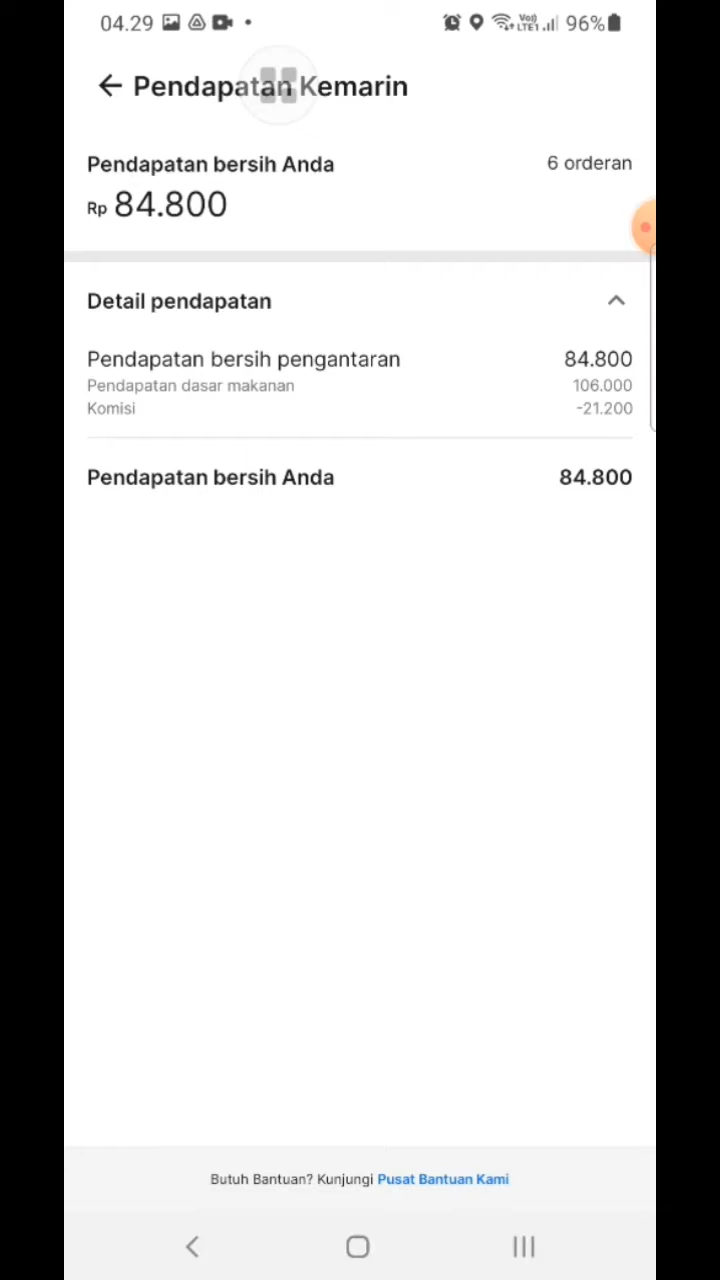 04.29
Voo)
LTE1
96%
Pendapatan Kemarin
Pendapatan bersih Anda
6 orderan
Rp 84.800
Detail pendapatan
Pendapatan bersih pengantaran
84.800
Pendapatan dasar makanan
106.000
Komisi
-21.200
Pendapatan bersih Anda
84.800
Butuh Bantuan? Kunjungi Pusat Bantuan Kami